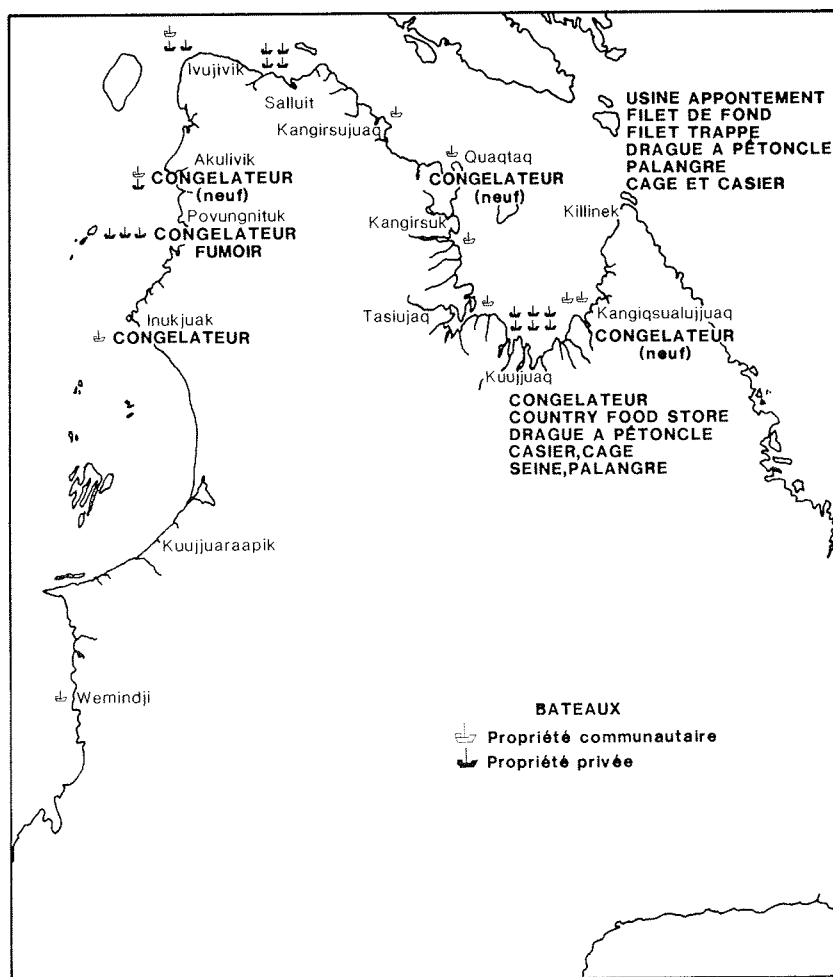 Ivujivik
Salluit
Kangirsujuaq
USINE APPONTEMENT
FILET DE FOND
FILET TRAPPE
DRAGUE A PÉTONCLE
PALANGRE
CAGE ET CASIER
Akulivik
CONGELATEUR
(neuf)
Quaqtaq
CONGELATEUR
(neuf)
Povungnituk
CONGELATEUR
FUMOIR
Kangirsuk
Killinek
Inukjuak
CONGELATEUR
Tasiujaq
Kangiqsualujjuaq
CONGELATEUR
(neuf)
Kuujjuaq
CONGELATEUR
COUNTRY FOOD STORE
DRAGUE A PÉTONCLE
CASIER,CAGE
SEINE,PALANGRE
Kuujjuaraapik
Wemindji
BATEAUX
Propriété communautaire
Propriété privée